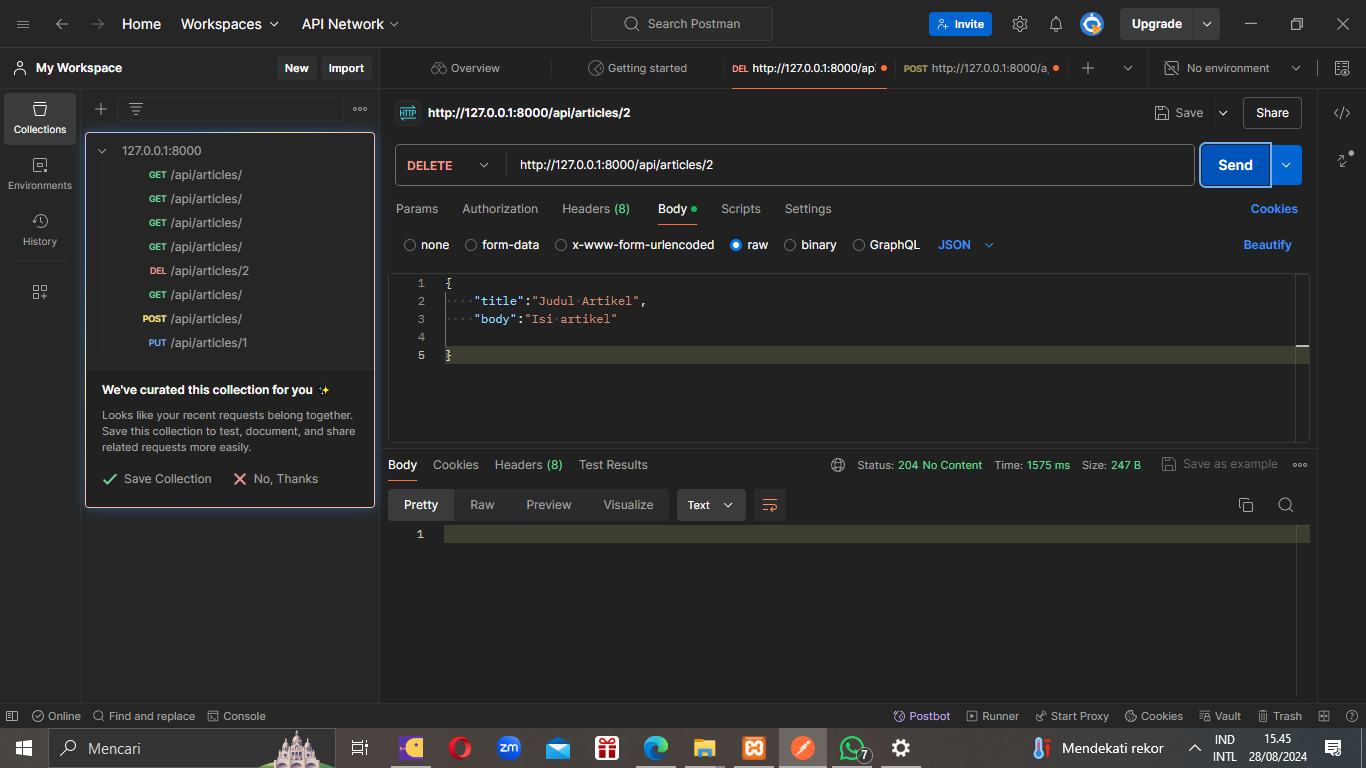 Home Workspaces API Network Search Postman Invite Upgrade
My Workspace New Import Overview Getting started DEL http://127.0.0.1:8000/ap POST http://127.0.0.1:8000/a No environment
Collections
Environments
History
127.0.0.1:8000
GET /api/articles/
GET /api/articles/
GET /api/articles/
GET /api/articles/
DEL /api/articles/2
GET /api/articles/
POST /api/articles/
PUT /api/articles/1
We've curated this collection for you ✨
Looks like your recent requests belong together.
Save this collection to test, document, and share
related requests more easily.
Save Collection No, Thanks
HTTP http://127.0.0.1:8000/api/articles/2 Save Share
DELETE http://127.0.0.1:8000/api/articles/2 Send
Params Authorization Headers (8) Body Scripts Settings Cookies
none form-data x-www-form-urlencoded raw binary GraphQL JSON Beautify
1 {
2 "title":"Judul Artikel",
3 "body":"Isi artikel"
4
5 }
Body Cookies Headers (8) Test Results Status: 204 No Content Time: 1575 ms Size: 247 B Save as example
Pretty Raw Preview Visualize Text
1
Online Find and replace Console Postbot Runner Start Proxy Cookies Vault Trash
Mencari zm 7 Mendekati rekor IND 15.45
INTL 28/08/2024